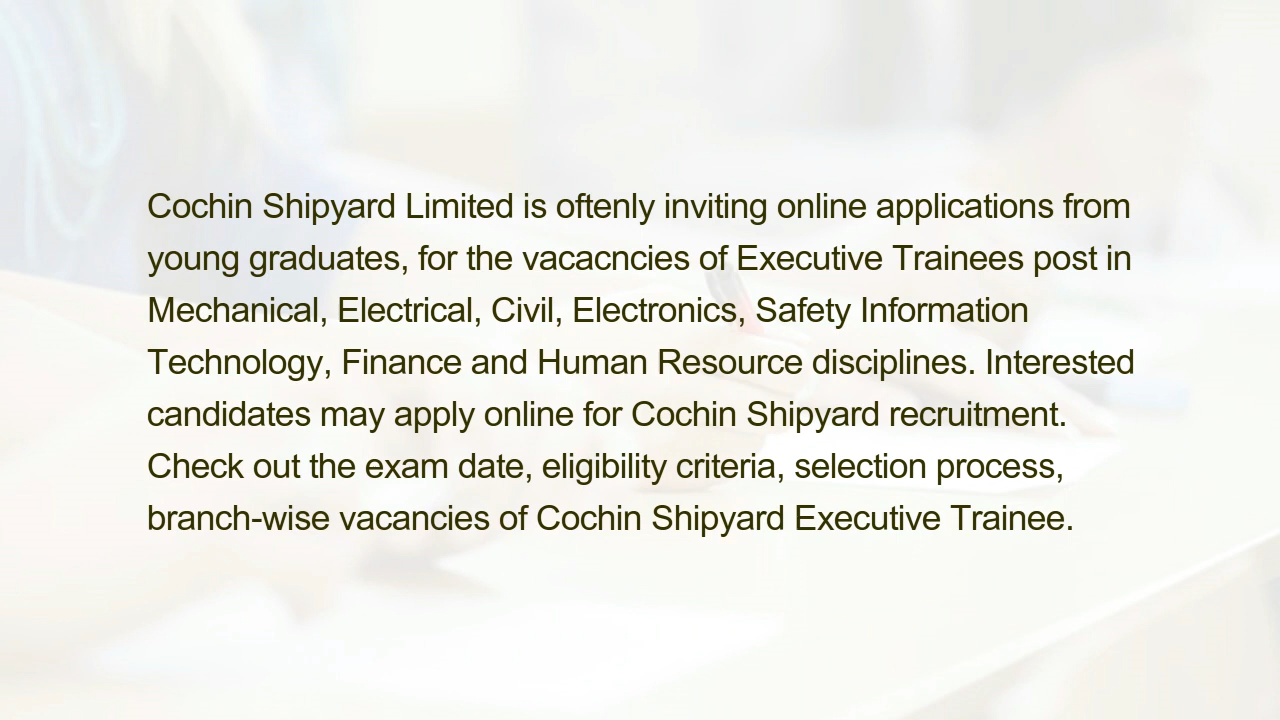 Cochin Shipyard Limited is oftenly inviting online applications from
young graduates, for the vacacncies of Executive Trainees post in
Mechanical, Electrical, Civil, Electronics, Safety Information
Technology, Finance and Human Resource disciplines. Interested
candidates may apply online for Cochin Shipyard recruitment.
Check out the exam date, eligibility criteria, selection process,
branch-wise vacancies of Cochin Shipyard Executive Trainee.